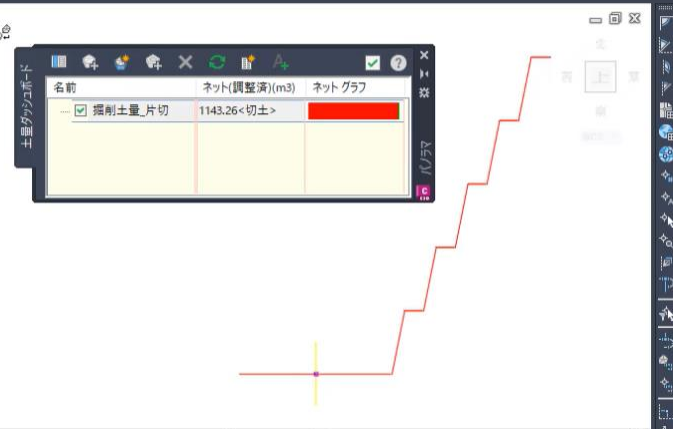 土量ダッシュボード
名前
ネット(調整済)(m3)
ネット グラフ
掘削土量_片切
1143.26<切土>
パノラマ
上